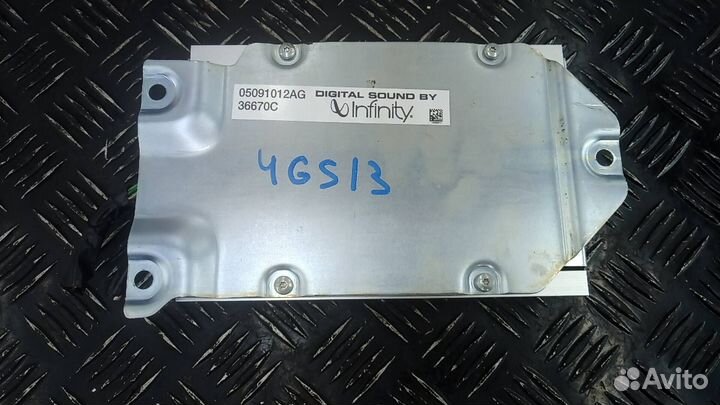 05091012AG DIGITAL SOUND BY
36670C Infinity
4GS13
Avito